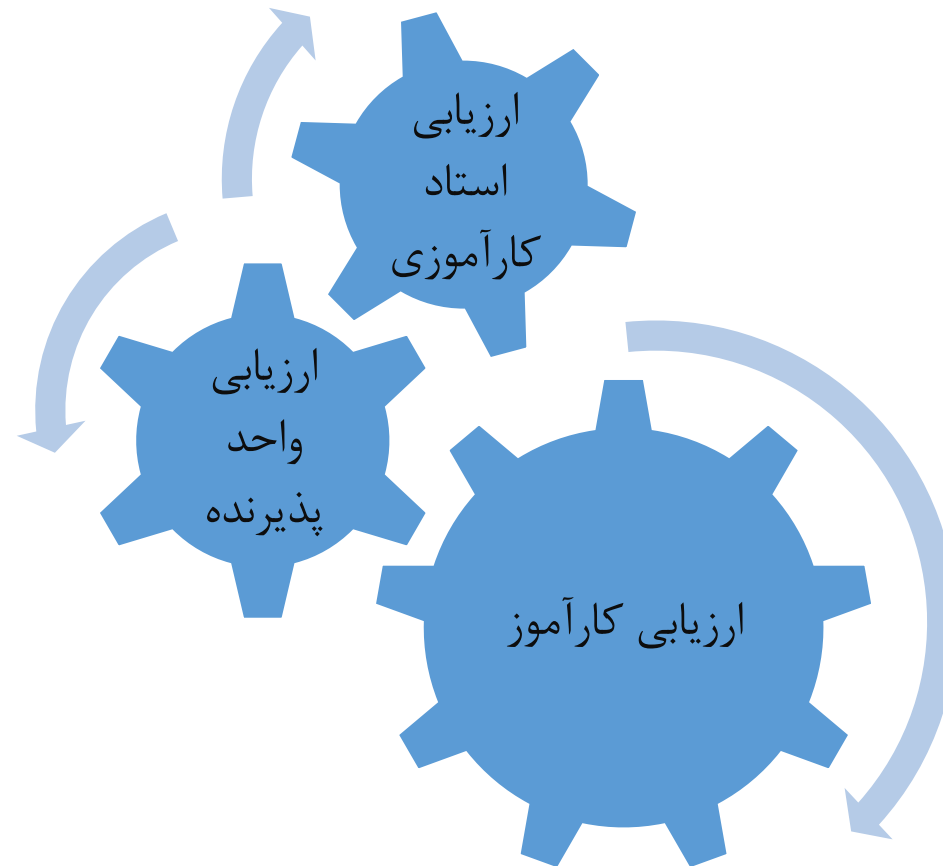 ارزیابی
استاد
کارآموزی
ارزیابی
واحد
پذیرنده
ارزیابی کارآموز